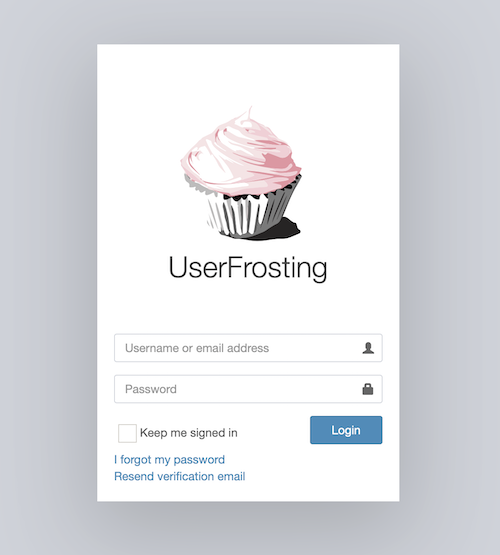 UserFrosting
Username or email address
Password
Keep me signed in
Login
I forgot my password
Resend verification email